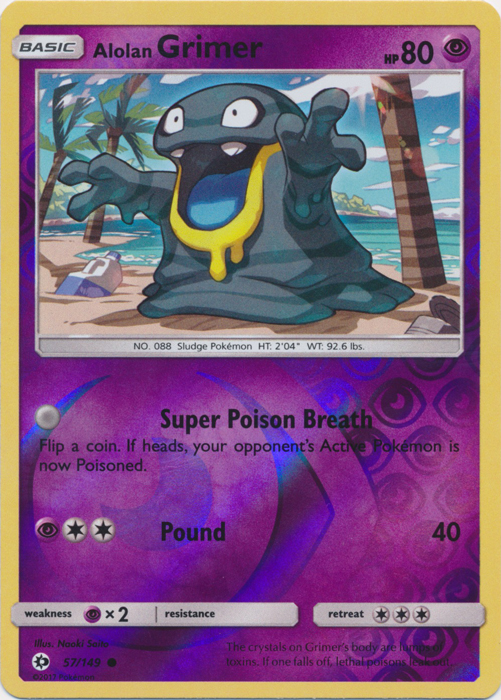 BASIC Alolan Grimer HP 80
NO. 088 Sludge Pokémon HT: 2'04" WT: 92.6 lbs.
Super Poison Breath
Flip a coin. If heads, your opponent's Active Pokémon is
now Poisoned.
Pound 40
weakness ×2 resistance retreat
Illus. Naoki Saito
57/149
©2017 Pokémon
The crystals on Grimer's body are lumps of
toxins. If one falls off, lethal poisons leak out.